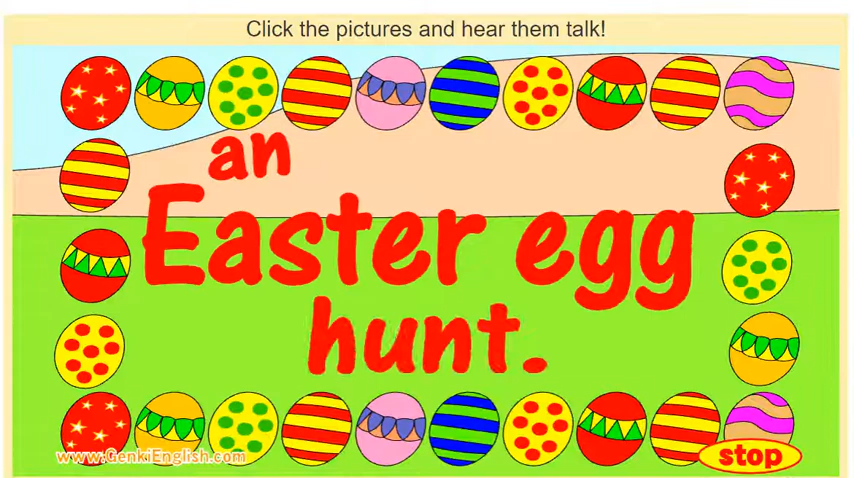 Click the pictures and hear them talk!
an
Easter egg
hunt.
www.GenkiEnglish.com
stop